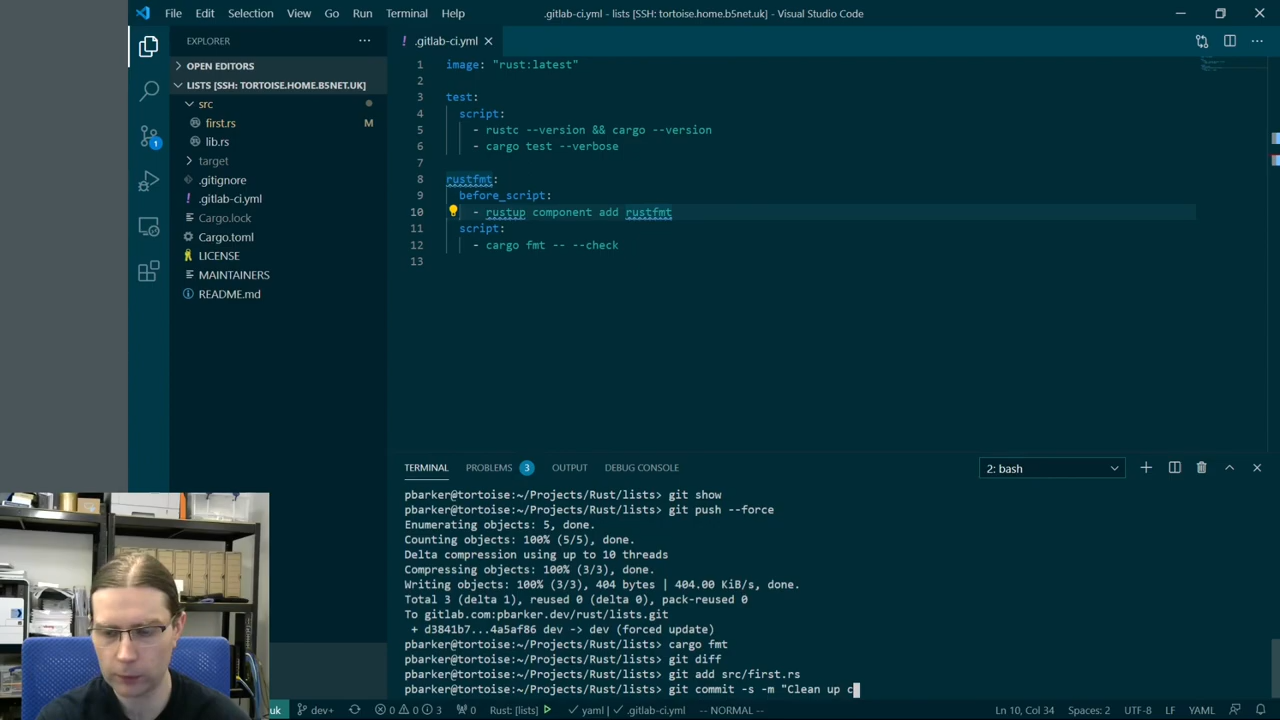 File Edit Selection View Go Run Terminal Help
.gitlab-ci.yml - lists [SSH: tortoise.home.b5net.uk] - Visual Studio Code
EXPLORER
OPEN EDITORS
LISTS [SSH: TORTOISE.HOME.B5NET.UK]
src
first.rs M
lib.rs
target
.gitignore
.gitlab-ci.yml
Cargo.lock
Cargo.toml
LICENSE
MAINTAINERS
README.md
1
.gitlab-ci.yml
1 image: "rust:latest"
2
3 test:
4 script:
5 - rustc --version && cargo --version
6 - cargo test --verbose
7
8 rustfmt:
9 before_script:
10 - rustup component add rustfmt
11 script:
12 - cargo fmt -- --check
13
TERMINAL PROBLEMS 3 OUTPUT DEBUG CONSOLE
2: bash
pbarker@tortoise:~/Projects/Rust/lists> git show
pbarker@tortoise:~/Projects/Rust/lists> git push --force
Enumerating objects: 5, done.
Counting objects: 100% (5/5), done.
Delta compression using up to 10 threads
Compressing objects: 100% (3/3), done.
Writing objects: 100% (3/3), 404 bytes | 404.00 KiB/s, done.
Total 3 (delta 1), reused 0 (delta 0), pack-reused 0
To gitlab.com:pbarker.dev/rust/lists.git
+ d3841b7...4a5af86 dev -> dev (forced update)
pbarker@tortoise:~/Projects/Rust/lists> cargo fmt
pbarker@tortoise:~/Projects/Rust/lists> git diff
pbarker@tortoise:~/Projects/Rust/lists> git add src/first.rs
pbarker@tortoise:~/Projects/Rust/lists> git commit -s -m "Clean up c
uk dev+ 0 0 3 0 Rust: [lists] yaml | .gitlab-ci.yml -- NORMAL -- Ln 10, Col 34 Spaces: 2 UTF-8 LF YAML